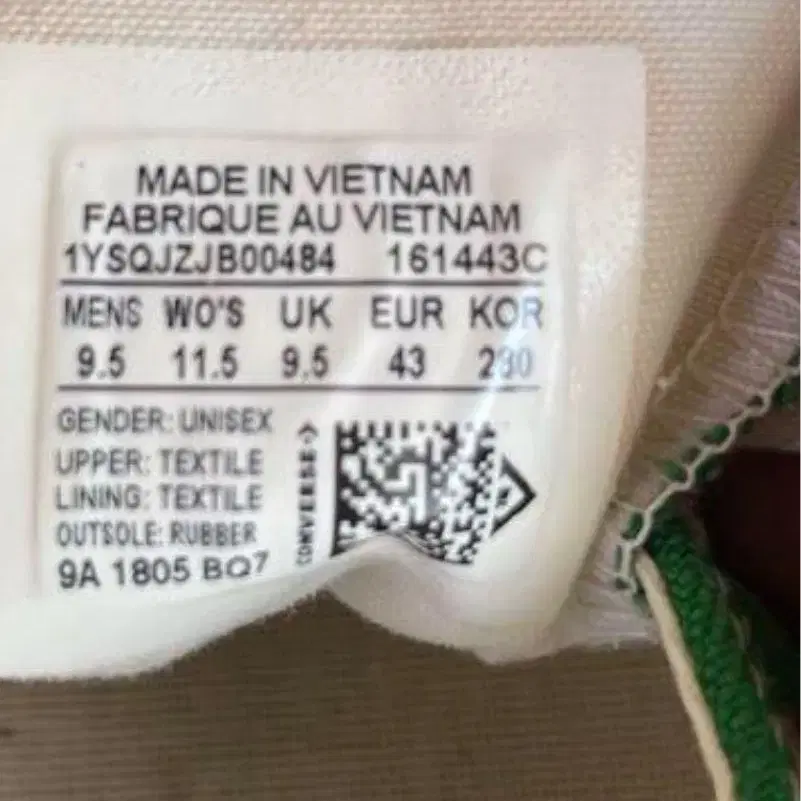 MADE IN VIETNAM
FABRIQUE AU VIETNAM
1YSQJZJB00484 161443C
MENS WO'S UK EUR KOR
9.5 11.5 9.5 43 280
GENDER: UNISEX
UPPER: TEXTILE
LINING: TEXTILE
OUTSOLE: RUBBER
9A 1805 BQ7
CONVERSE